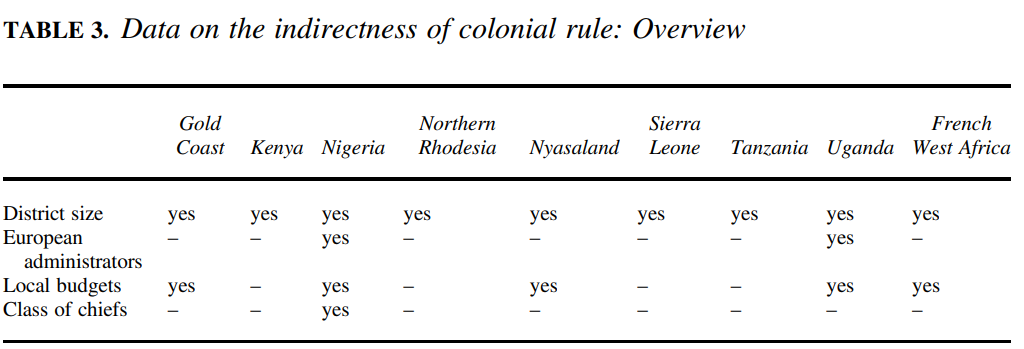 TABLE 3. Data on the indirectness of colonial rule: Overview
Gold Northern Sierra French
Coast Kenya Nigeria Rhodesia Nyasaland Leone Tanzania Uganda West Africa
District size yes yes yes yes yes yes yes yes yes
European – – yes – – – – yes –
administrators
Local budgets yes – yes – yes – – yes yes
Class of chiefs – – yes – – – – – –